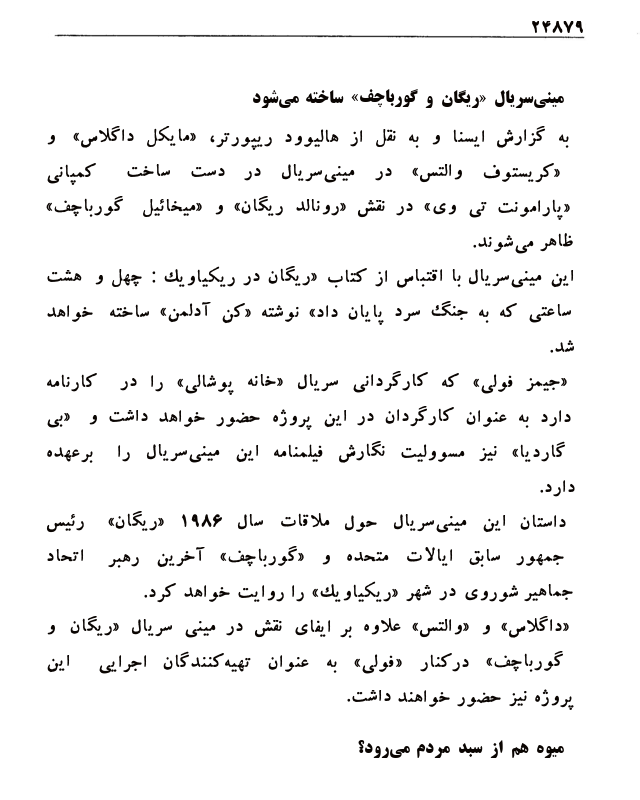 ۲۴۸۷۹
مینی‌سریال «ریگان و گورباچف» ساخته می‌شود
به گزارش ایسنا و به نقل از هالیوود ریپورتر، «مایکل داگلاس» و
«کریستوف والتس» در مینی‌سریال در دست ساخت کمپانی
«پارامونت تی وی» در نقش «رونالد ریگان» و «میخائیل گورباچف»
ظاهر می‌شوند.
این مینی‌سریال با اقتباس از کتاب «ریگان در ریکیاویك : چهل و هشت
ساعتی که به جنگ سرد پایان داد» نوشته «کن آدلمن» ساخته خواهد
شد.
«جیمز فولی» که کارگردانی سریال «خانه پوشالی» را در کارنامه
دارد به عنوان کارگردان در این پروژه حضور خواهد داشت و «بی
گاردیا» نیز مسوولیت نگارش فیلمنامه این مینی‌سریال را برعهده
دارد.
داستان این مینی‌سریال حول ملاقات سال ۱۹۸۶ «ریگان» رئیس
جمهور سابق ایالات متحده و «گورباچف» آخرین رهبر اتحاد
جماهیر شوروی در شهر «ریکیاویك» را روایت خواهد کرد.
«داگلاس» و «والتس» علاوه بر ایفای نقش در مینی سریال «ریگان و
گورباچف» درکنار «فولی» به عنوان تهیه‌کنندگان اجرایی این
پروژه نیز حضور خواهند داشت.
میوه هم از سبد مردم می‌رود؟